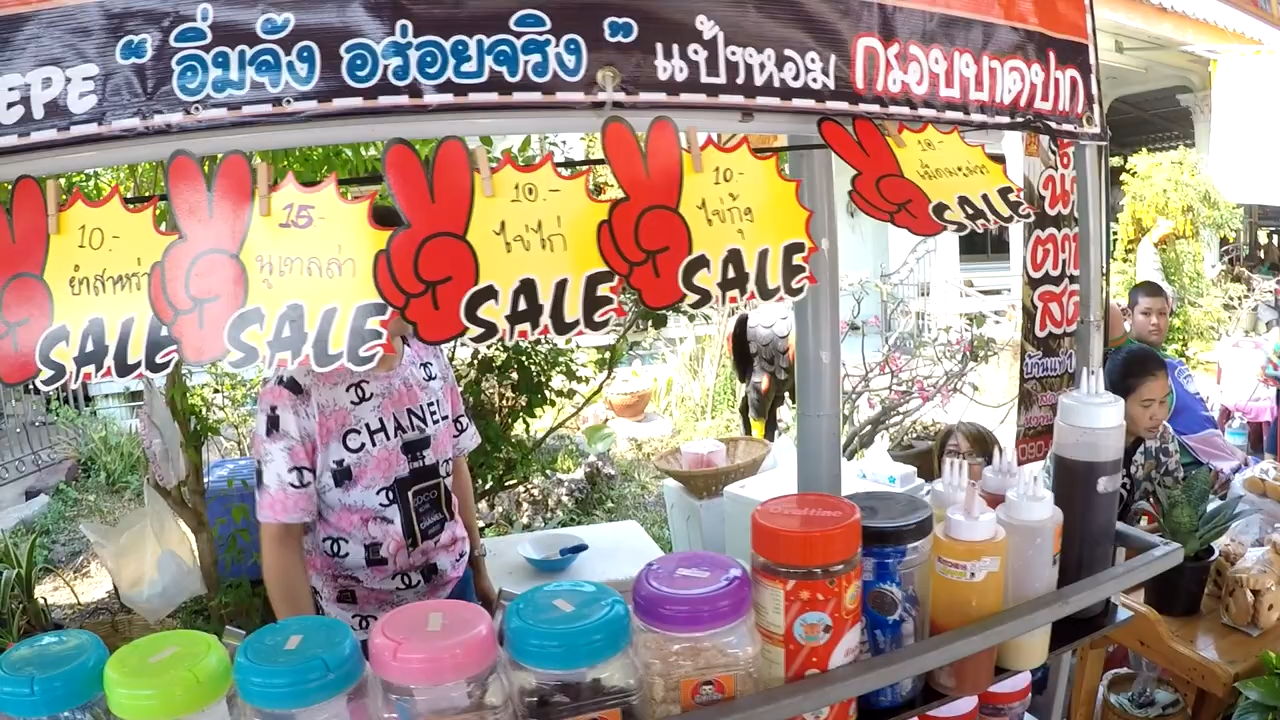 EPE " อิ่มจัง อร่อยจริง " แป้งหอม กรอบบาดปาก
10.-
ยำสาหร่า
SALE
15.-
นูเทลล่า
SALE
10.-
ไข่ไก่
SALE
10.-
ไข่กุ้ง
SALE
10.-
SALE
สด
090-
CHANEL
COCO
CHANEL
Ovaltine